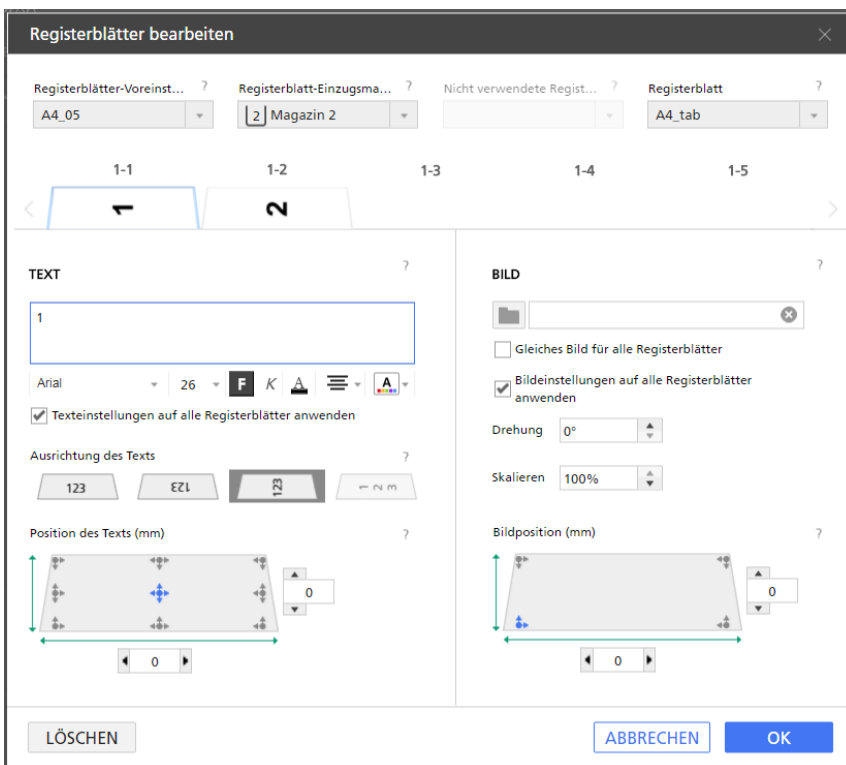 Registerblätter bearbeiten
Registerblätter-Voreinst... ? Registerblatt-Einzugsma... ? Nicht verwendete Regist... ? Registerblatt ?
A4_05 2 Magazin 2 A4_tab
1-1 1-2 1-3 1-4 1-5
1 2
TEXT ?
1
Arial 26 F K A A
Texteinstellungen auf alle Registerblätter anwenden
Ausrichtung des Texts ?
123 123 123 1 2 3
Position des Texts (mm) ?
0
0
BILD ?
Gleiches Bild für alle Registerblätter
Bildeinstellungen auf alle Registerblätter
anwenden
Drehung 0°
Skalieren 100%
Bildposition (mm) ?
0
0
LÖSCHEN ABBRECHEN OK